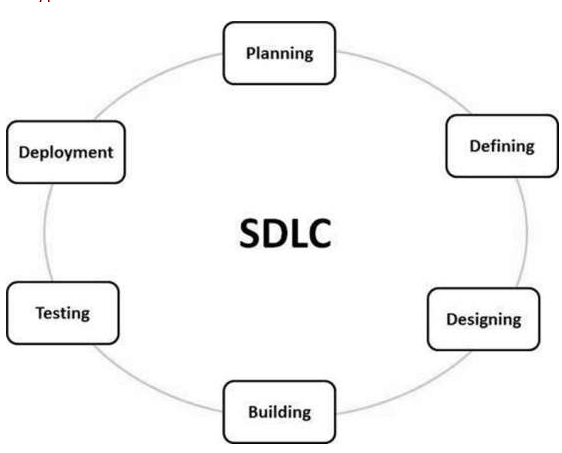 Planning
Defining
Designing
Building
Testing
Deployment
SDLC